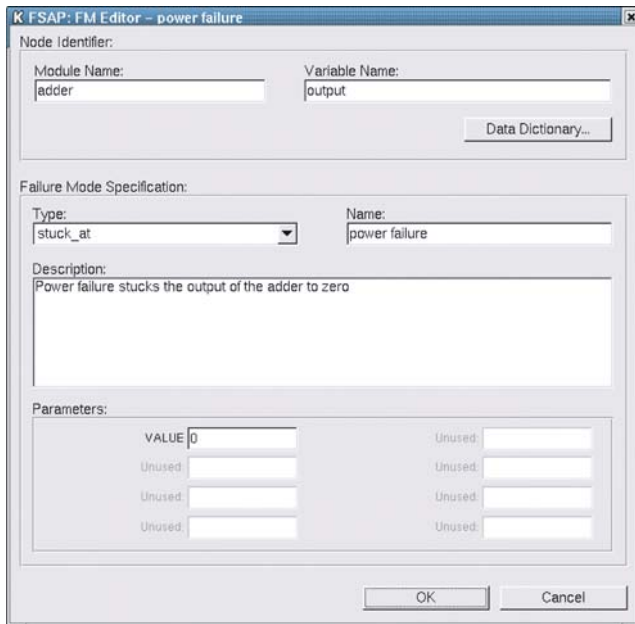 K FSAP: FM Editor – power failure
Node Identifier:
Module Name: Variable Name:
adder output
Data Dictionary...
Failure Mode Specification:
Type: Name:
stuck_at power failure
Description:
Power failure stucks the output of the adder to zero
Parameters:
VALUE 0 Unused:
Unused: Unused:
Unused: Unused:
Unused: Unused:
OK Cancel